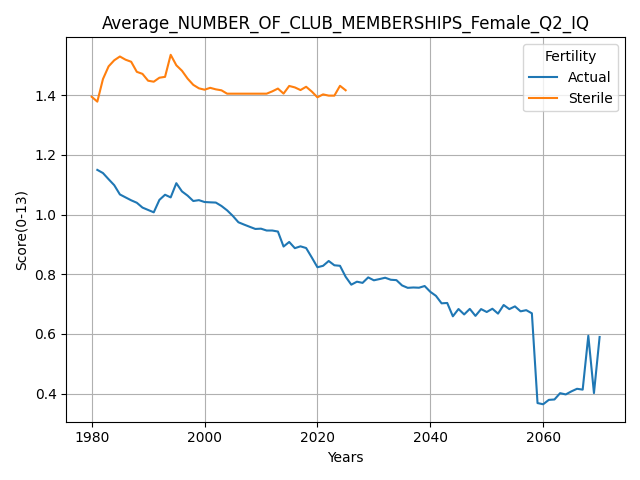 Average_NUMBER_OF_CLUB_MEMBERSHIPS_Female_Q2_IQ
Fertility
Actual
Sterile
Score(0-13)
1.4
1.2
1.0
0.8
0.6
0.4
1980 2000 2020 2040 2060
Years